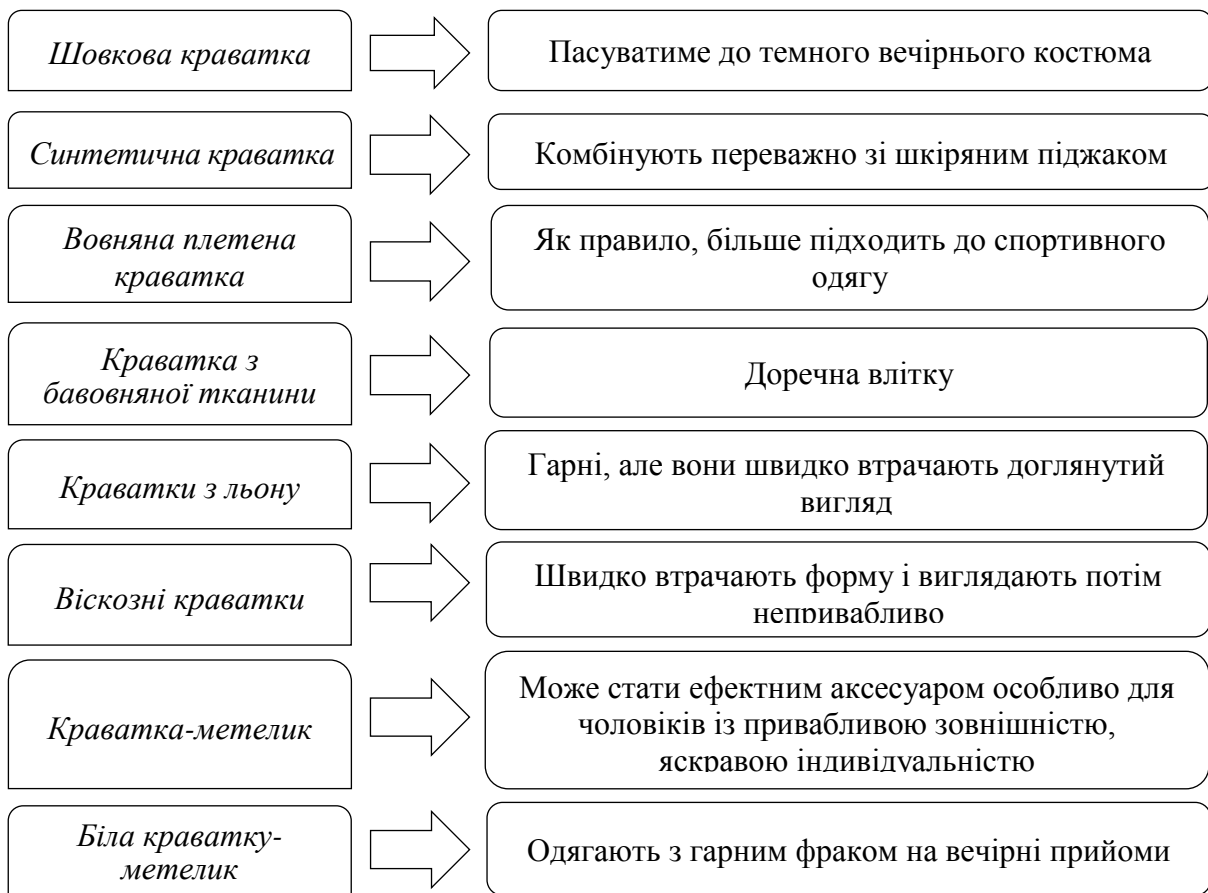 Шовкова краватка
Пасуватиме до темного вечірнього костюма
Синтетична краватка
Комбінують переважно зі шкіряним піджаком
Вовняна плетена
краватка
Як правило, більше підходить до спортивного
одягу
Краватка з
бавовняної тканини
Доречна влітку
Краватки з льону
Гарні, але вони швидко втрачають доглянутий
вигляд
Віскозні краватки
Швидко втрачають форму і виглядають потім
непривабливо
Краватка-метелик
Може стати ефектним аксесуаром особливо для
чоловіків із привабливою зовнішністю,
яскравою індивідуальністю
Біла краватку-
метелик
Одягають з гарним фраком на вечірні прийоми